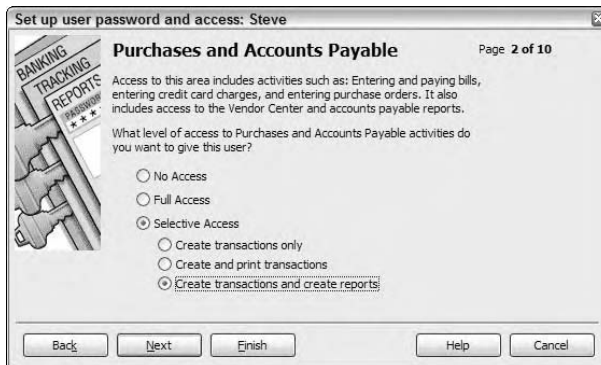 Set up user password and access: Steve
BANKING
TRACKING
REPORTS
PASSWOR
****
Purchases and Accounts Payable
Page 2 of 10
Access to this area includes activities such as: Entering and paying bills,
entering credit card charges, and entering purchase orders. It also
includes access to the Vendor Center and accounts payable reports.
What level of access to Purchases and Accounts Payable activities do
you want to give this user?
No Access
Full Access
Selective Access
Create transactions only
Create and print transactions
Create transactions and create reports
Back
Next
Finish
Help
Cancel